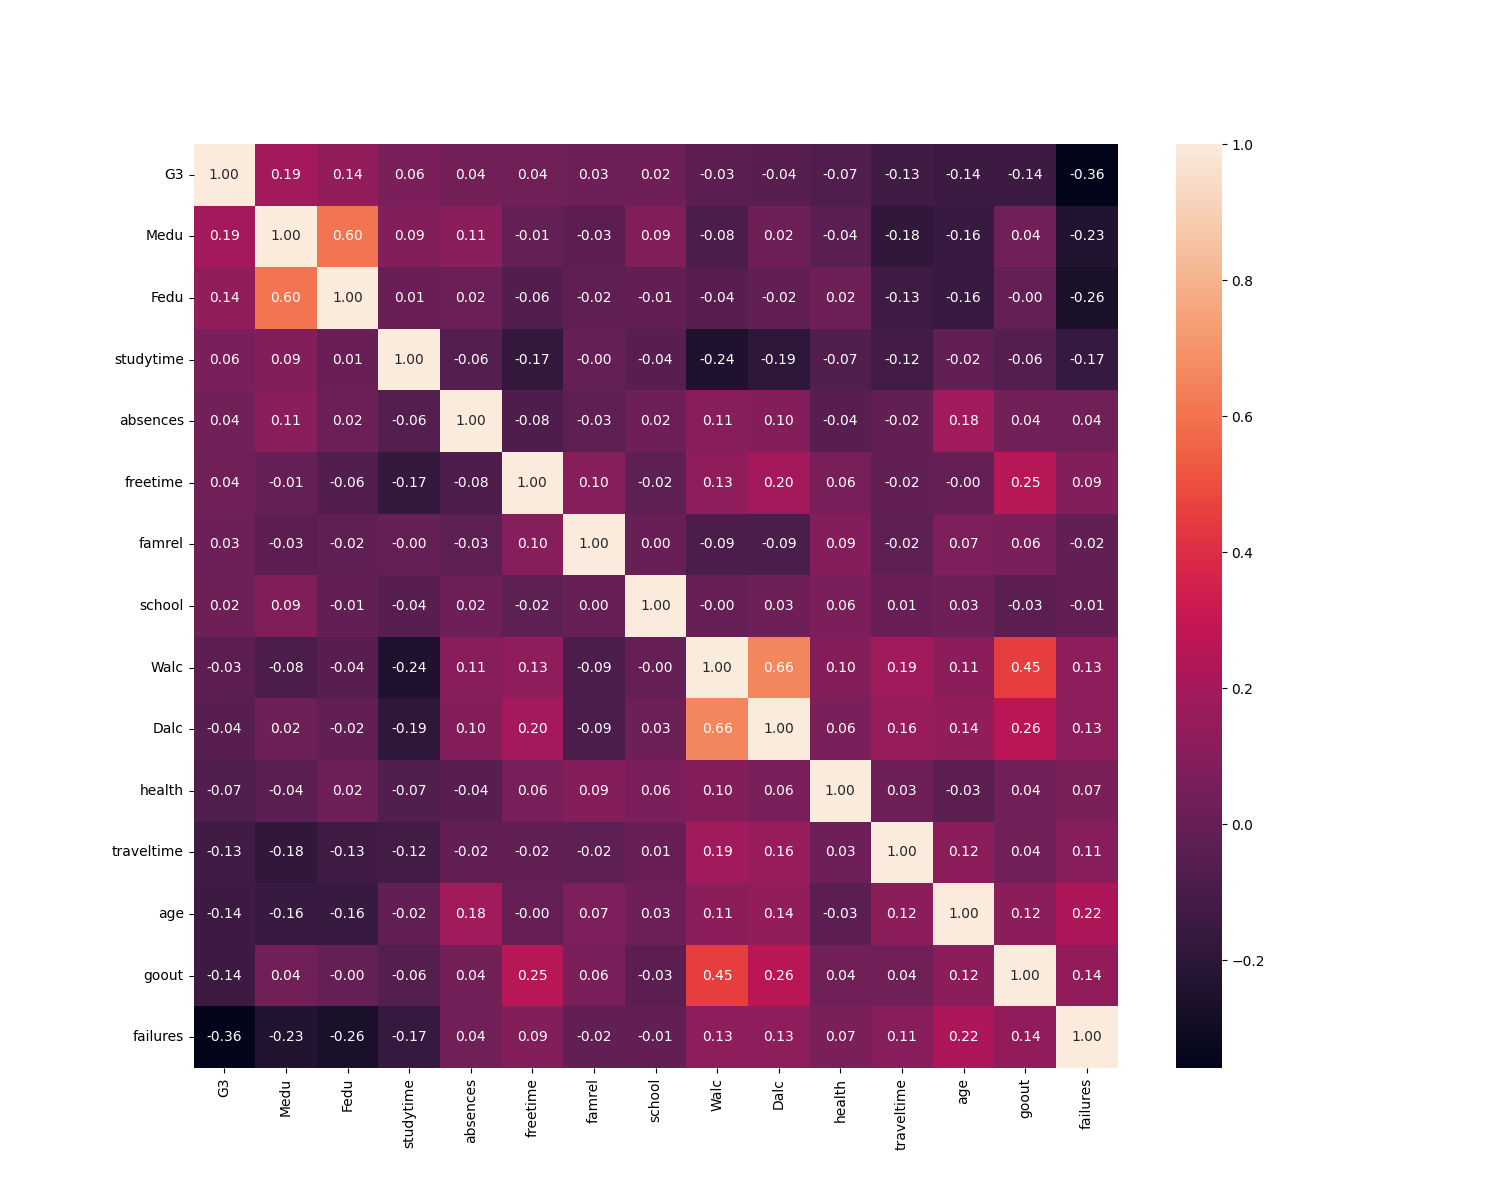 G3 1.00 0.19 0.14 0.06 0.04 0.04 0.03 0.02 -0.03 -0.04 -0.07 -0.13 -0.14 -0.14 -0.36
Medu 0.19 1.00 0.60 0.09 0.11 -0.01 -0.03 0.09 -0.08 0.02 -0.04 -0.18 -0.16 0.04 -0.23
Fedu 0.14 0.60 1.00 0.01 0.02 -0.06 -0.02 -0.01 -0.04 -0.02 0.02 -0.13 -0.16 -0.00 -0.26
studytime 0.06 0.09 0.01 1.00 -0.06 -0.17 -0.00 -0.04 -0.24 -0.19 -0.07 -0.12 -0.02 -0.06 -0.17
absences 0.04 0.11 0.02 -0.06 1.00 -0.08 -0.03 0.02 0.11 0.10 -0.04 -0.02 0.18 0.04 0.04
freetime 0.04 -0.01 -0.06 -0.17 -0.08 1.00 0.10 -0.02 0.13 0.20 0.06 -0.02 -0.00 0.25 0.09
famrel 0.03 -0.03 -0.02 -0.00 -0.03 0.10 1.00 0.00 -0.09 -0.09 0.09 -0.02 0.07 0.06 -0.02
school 0.02 0.09 -0.01 -0.04 0.02 -0.02 0.00 1.00 -0.00 0.03 0.06 0.01 0.03 -0.03 -0.01
Walc -0.03 -0.08 -0.04 -0.24 0.11 0.13 -0.09 -0.00 1.00 0.66 0.10 0.19 0.11 0.45 0.13
Dalc -0.04 0.02 -0.02 -0.19 0.10 0.20 -0.09 0.03 0.66 1.00 0.06 0.16 0.14 0.26 0.13
health -0.07 -0.04 0.02 -0.07 -0.04 0.06 0.09 0.06 0.10 0.06 1.00 0.03 -0.03 0.04 0.07
traveltime -0.13 -0.18 -0.13 -0.12 -0.02 -0.02 -0.02 0.01 0.19 0.16 0.03 1.00 0.12 0.04 0.11
age -0.14 -0.16 -0.16 -0.02 0.18 -0.00 0.07 0.03 0.11 0.14 -0.03 0.12 1.00 0.12 0.22
goout -0.14 0.04 -0.00 -0.06 0.04 0.25 0.06 -0.03 0.45 0.26 0.04 0.04 0.12 1.00 0.14
failures -0.36 -0.23 -0.26 -0.17 0.04 0.09 -0.02 -0.01 0.13 0.13 0.07 0.11 0.22 0.14 1.00
G3 Medu Fedu studytime absences freetime famrel school Walc Dalc health traveltime age goout failures
1.0
0.8
0.6
0.4
0.2
0.0
−0.2